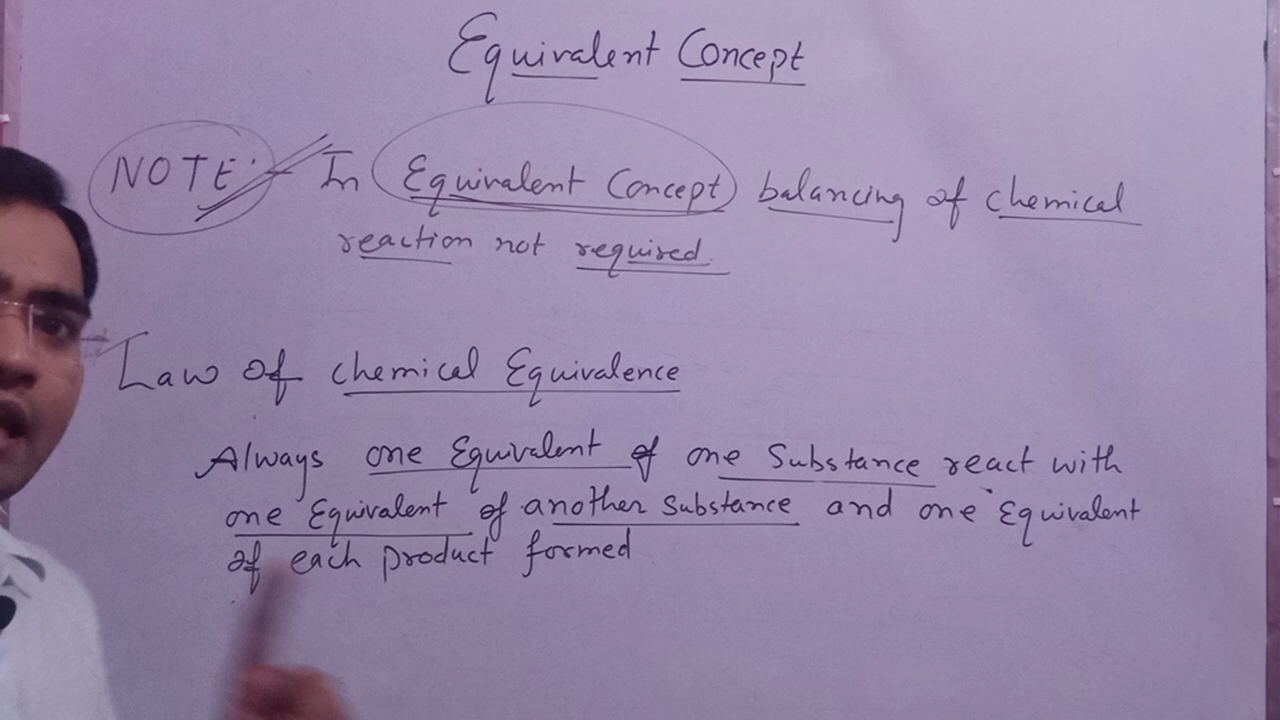 Equivalent Concept
NOTE:- In Equivalent Concept balancing of chemical
reaction not required.
Law of chemical Equivalence
Always one Equivalent of one Substance react with
one Equivalent of another substance and one Equivalent
of each product formed